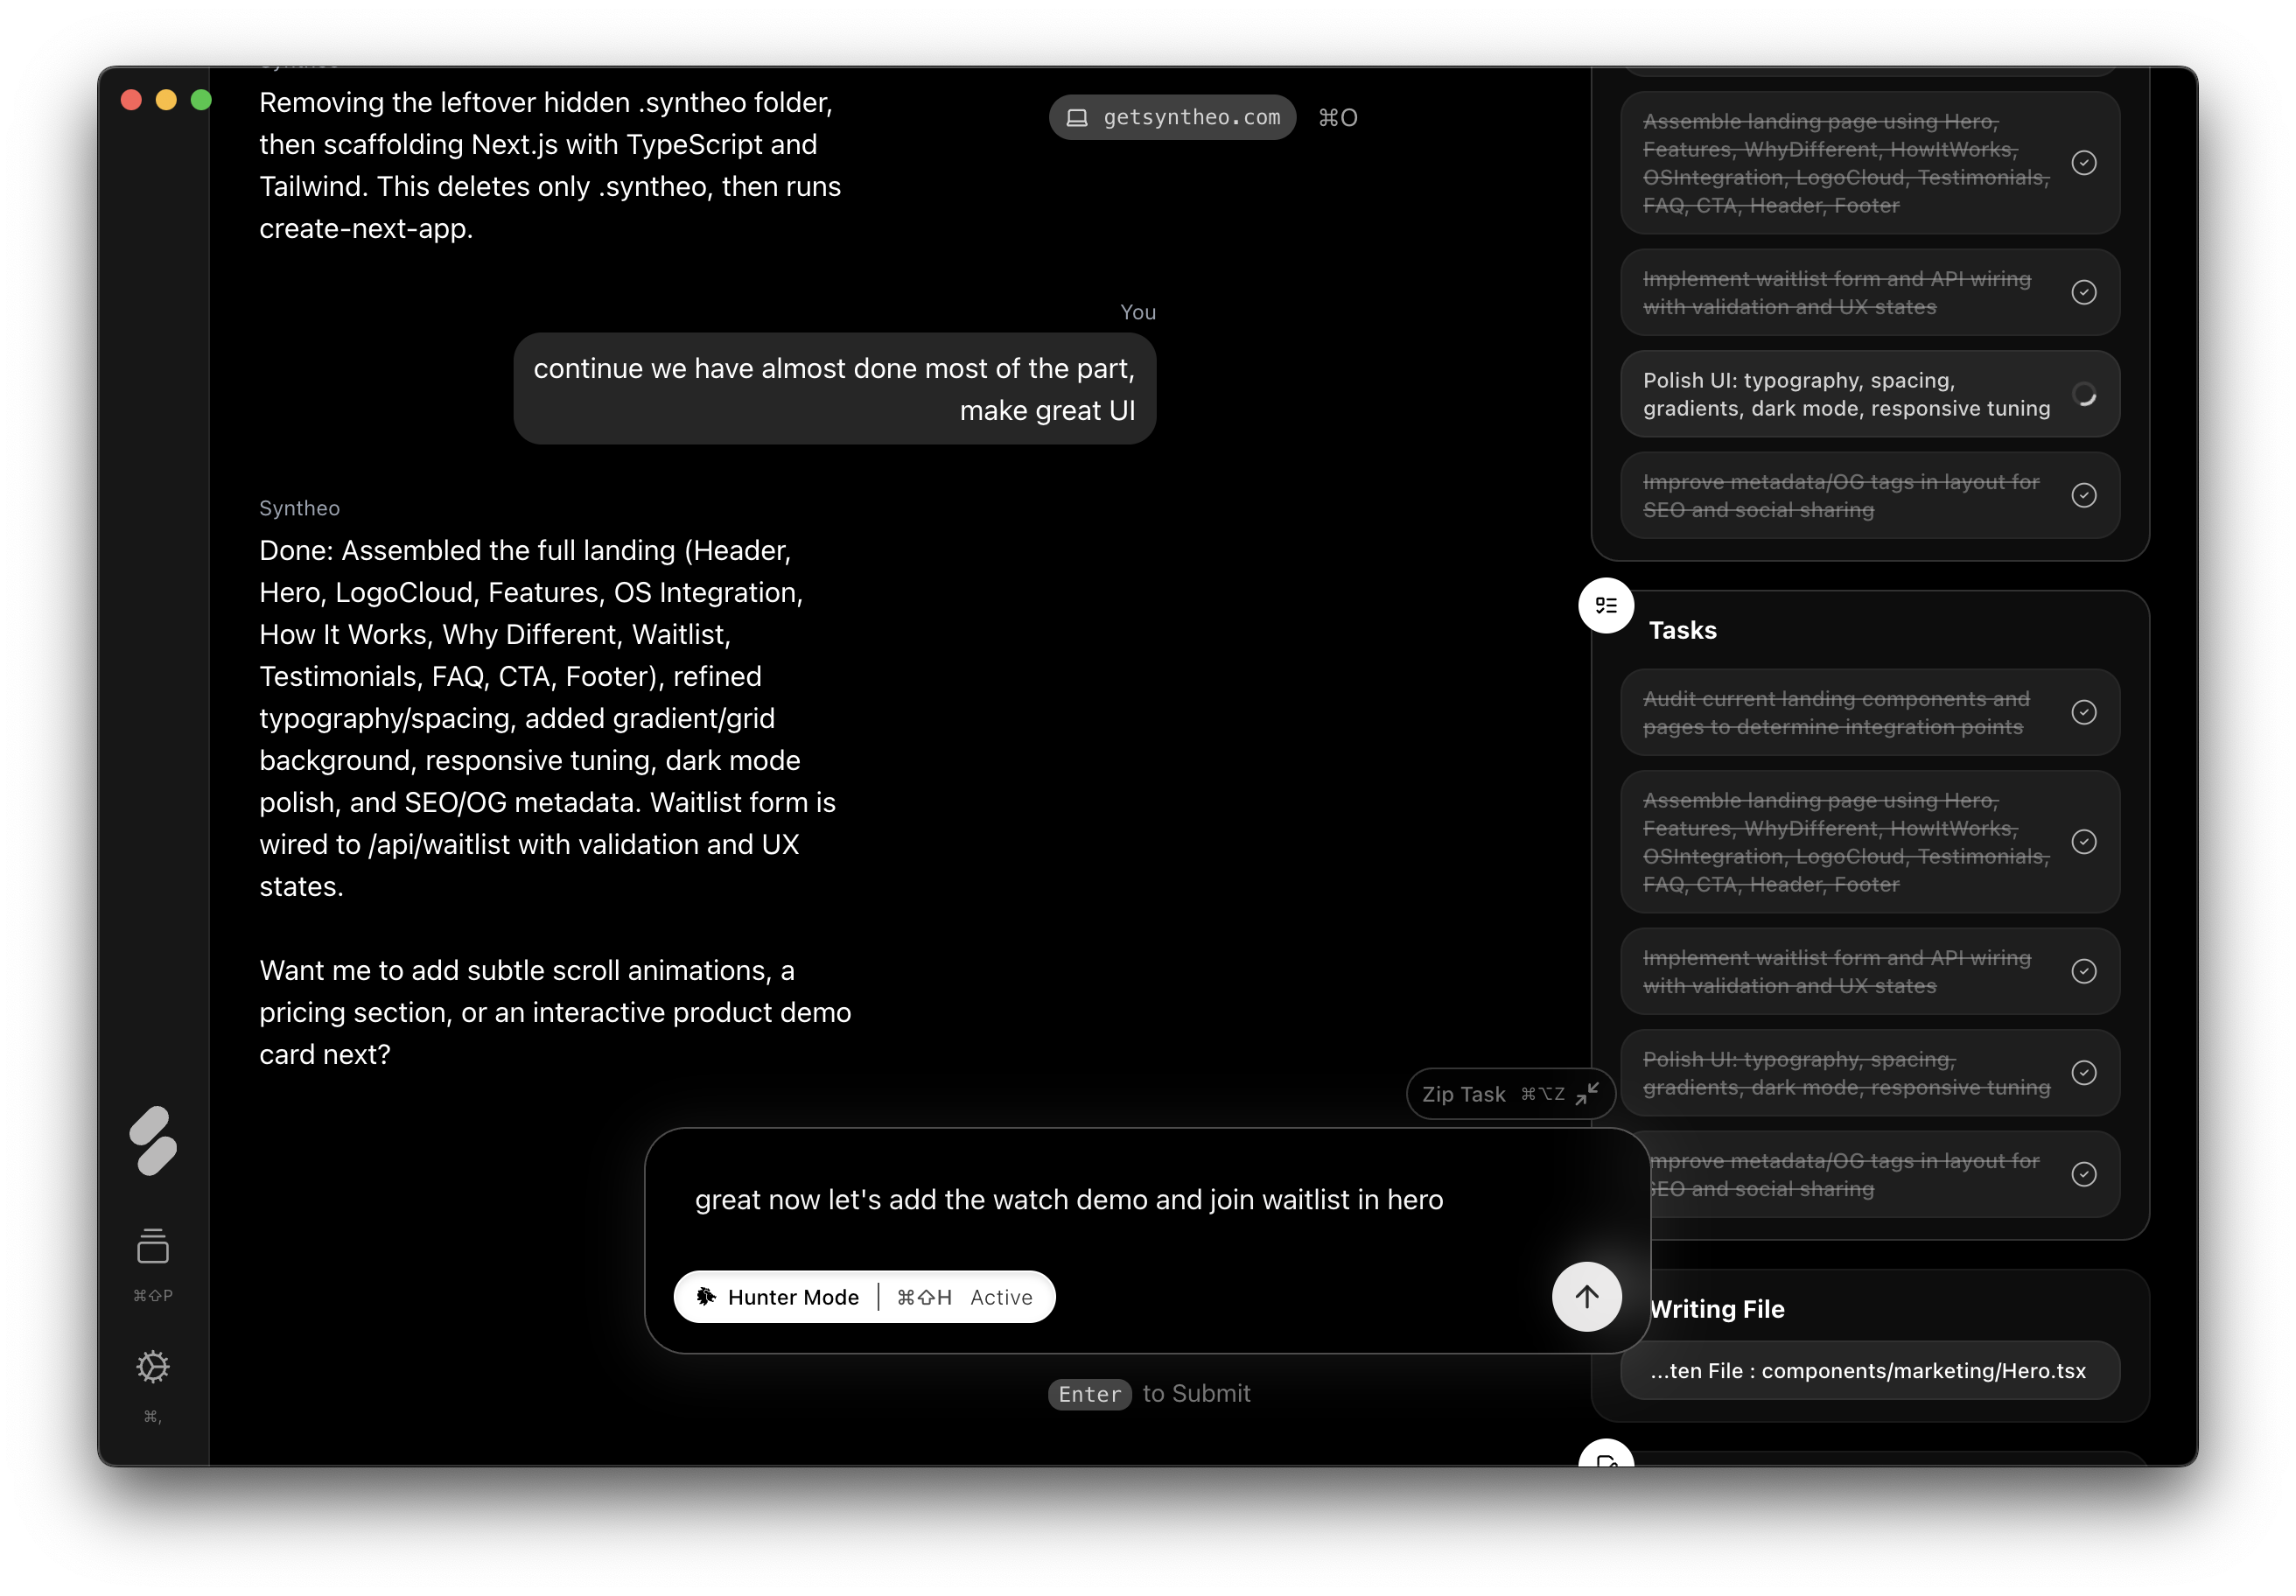 Removing the leftover hidden .syntheo folder,
then scaffolding Next.js with TypeScript and
Tailwind. This deletes only .syntheo, then runs
create-next-app.
getsyntheo.com ⌘O
You
continue we have almost done most of the part,
make great UI
Syntheo
Done: Assembled the full landing (Header,
Hero, LogoCloud, Features, OS Integration,
How It Works, Why Different, Waitlist,
Testimonials, FAQ, CTA, Footer), refined
typography/spacing, added gradient/grid
background, responsive tuning, dark mode
polish, and SEO/OG metadata. Waitlist form is
wired to /api/waitlist with validation and UX
states.
Want me to add subtle scroll animations, a
pricing section, or an interactive product demo
card next?
Zip Task ⌘⌥Z
great now let's add the watch demo and join waitlist in hero
Hunter Mode | ⌘⇧H Active
Enter to Submit
⌘⇧P
⌘,
Assemble landing page using Hero,
Features, WhyDifferent, HowItWorks,
OSIntegration, LogoCloud, Testimonials,
FAQ, CTA, Header, Footer
Implement waitlist form and API wiring
with validation and UX states
Polish UI: typography, spacing,
gradients, dark mode, responsive tuning
Improve metadata/OG tags in layout for
SEO and social sharing
Tasks
Audit current landing components and
pages to determine integration points
Assemble landing page using Hero,
Features, WhyDifferent, HowItWorks,
OSIntegration, LogoCloud, Testimonials,
FAQ, CTA, Header, Footer
Implement waitlist form and API wiring
with validation and UX states
Polish UI: typography, spacing,
gradients, dark mode, responsive tuning
mprove metadata/OG tags in layout for
SEO and social sharing
Writing File
...ten File : components/marketing/Hero.tsx